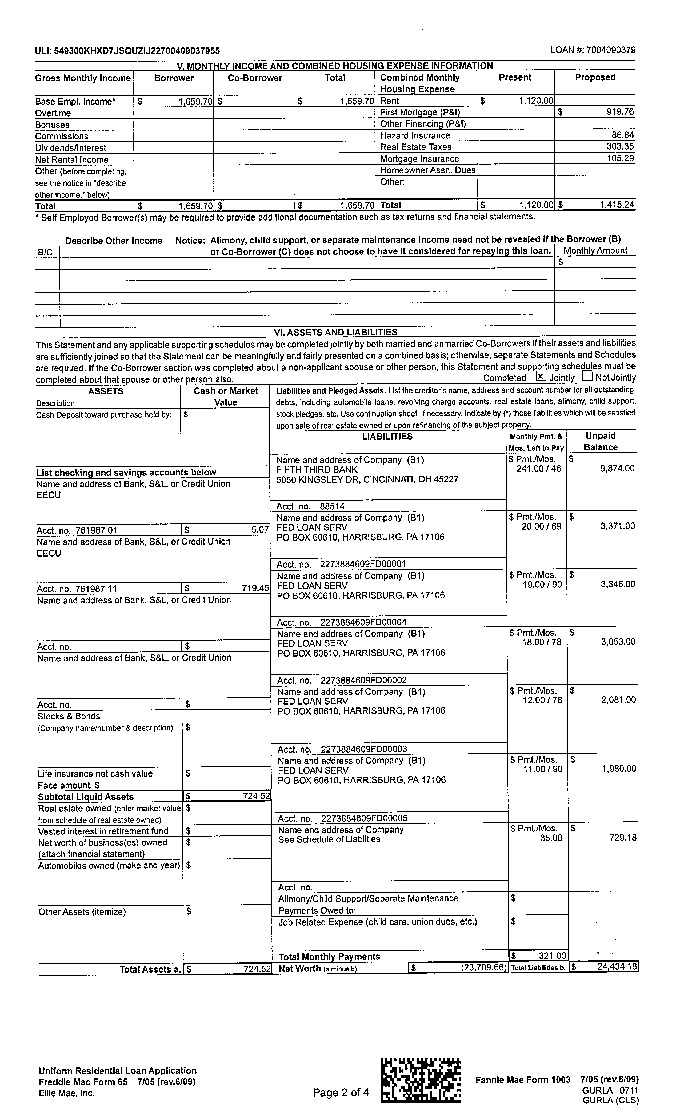 ULI: 549300KHXD7JSQUZIJ22700409037955 LOAN #: 7004090379
V. MONTHLY INCOME AND COMBINED HOUSING EXPENSE INFORMATION
Gross Monthly Income Borrower Co-Borrower Total Combined Monthly Housing Expense Present Proposed
Base Empl. Income* $ 1,659.70 $ $ 1,659.70 Rent $ 1,120.00
Overtime First Mortgage (P&I) $ 919.76
Bonuses Other Financing (P&I)
Commissions Hazard Insurance 86.84
Dividends/Interest Real Estate Taxes 303.35
Net Rental Income Mortgage Insurance 105.29
Other (before completing, Homeowner Assn. Dues
see the notice in "describe Other:
other income," below)
Total $ 1,659.70 $ $ 1,659.70 Total $ 1,120.00 $ 1,415.24
* Self Employed Borrower(s) may be required to provide additional documentation such as tax returns and financial statements.
Describe Other Income Notice: Alimony, child support, or separate maintenance income need not be revealed if the Borrower (B)
B/C or Co-Borrower (C) does not choose to have it considered for repaying this loan. Monthly Amount
$
VI. ASSETS AND LIABILITIES
This Statement and any applicable supporting schedules may be completed jointly by both married and unmarried Co-Borrowers if their assets and liabilities
are sufficiently joined so that the Statement can be meaningfully and fairly presented on a combined basis; otherwise, separate Statements and Schedules
are required. If the Co-Borrower section was completed about a non-applicant spouse or other person, this Statement and supporting schedules must be
completed about that spouse or other person also. Completed X Jointly Not Jointly
ASSETS Cash or Market Value
Description
Cash Deposit toward purchase held by: $
Liabilities and Pledged Assets. List the creditor's name, address and account number for all outstanding
debts, including automobile loans, revolving charge accounts, real estate loans, alimony, child support,
stock pledges, etc. Use continuation sheet, if necessary. Indicate by (*) those liabilities which will be satisfied
upon sale of real estate owned or upon refinancing of the subject property.
LIABILITIES Monthly Pmt. & Mos. Left to Pay Unpaid Balance
List checking and savings accounts below
Name and address of Bank, S&L, or Credit Union
EECU
Acct. no. 761987 01 $ 5.07
Name and address of Bank, S&L, or Credit Union
EECU
Acct. no. 761987 11 $ 719.45
Name and address of Bank, S&L, or Credit Union
Acct. no. $
Name and address of Bank, S&L, or Credit Union
Acct. no. $
Stocks & Bonds
(Company name/number & description) $
Life insurance net cash value $
Face amount $
Subtotal Liquid Assets $ 724.52
Real estate owned (enter market value $
from schedule of real estate owned)
Vested interest in retirement fund $
Net worth of business(es) owned $
(attach financial statement)
Automobiles owned (make and year) $
Other Assets (itemize) $
Total Assets a. $ 724.52
Name and address of Company (B1) $ Pmt./Mos. $
FIFTH THIRD BANK 241.00 / 46 9,874.00
5050 KINGSLEY DR, CINCINNATI, OH 45227
Acct. no. 88514
Name and address of Company (B1) $ Pmt./Mos. $
FED LOAN SERV 20.00 / 69 3,371.00
PO BOX 60610, HARRISBURG, PA 17106
Acct. no. 2273884609FD00001
Name and address of Company (B1) $ Pmt./Mos. $
FED LOAN SERV 19.00 / 90 3,346.00
PO BOX 60610, HARRISBURG, PA 17106
Acct. no. 2273884609FD00004
Name and address of Company (B1) $ Pmt./Mos. $
FED LOAN SERV 18.00 / 78 3,053.00
PO BOX 60610, HARRISBURG, PA 17106
Acct. no. 2273884609FD00002
Name and address of Company (B1) $ Pmt./Mos. $
FED LOAN SERV 12.00 / 76 2,081.00
PO BOX 60610, HARRISBURG, PA 17106
Acct. no. 2273884609FD00003
Name and address of Company (B1) $ Pmt./Mos. $
FED LOAN SERV 11.00 / 90 1,980.00
PO BOX 60610, HARRISBURG, PA 17106
Acct. no. 2273884609FD00005
Name and address of Company $ Pmt./Mos. $
See Schedule of Liabilities 35.00 729.18
Acct. no.
Alimony/Child Support/Separate Maintenance $
Payments Owed to:
Job Related Expense (child care, union dues, etc.) $
Total Monthly Payments $ 321.00
Net Worth (a minus b) $ (23,709.66) Total Liabilities b. $ 24,434.18
Uniform Residential Loan Application
Freddie Mac Form 65 7/05 (rev.6/09)
Ellie Mae, Inc.
Page 2 of 4
Fannie Mae Form 1003 7/05 (rev.6/09)
GURLA 0711
GURLA (CLS)